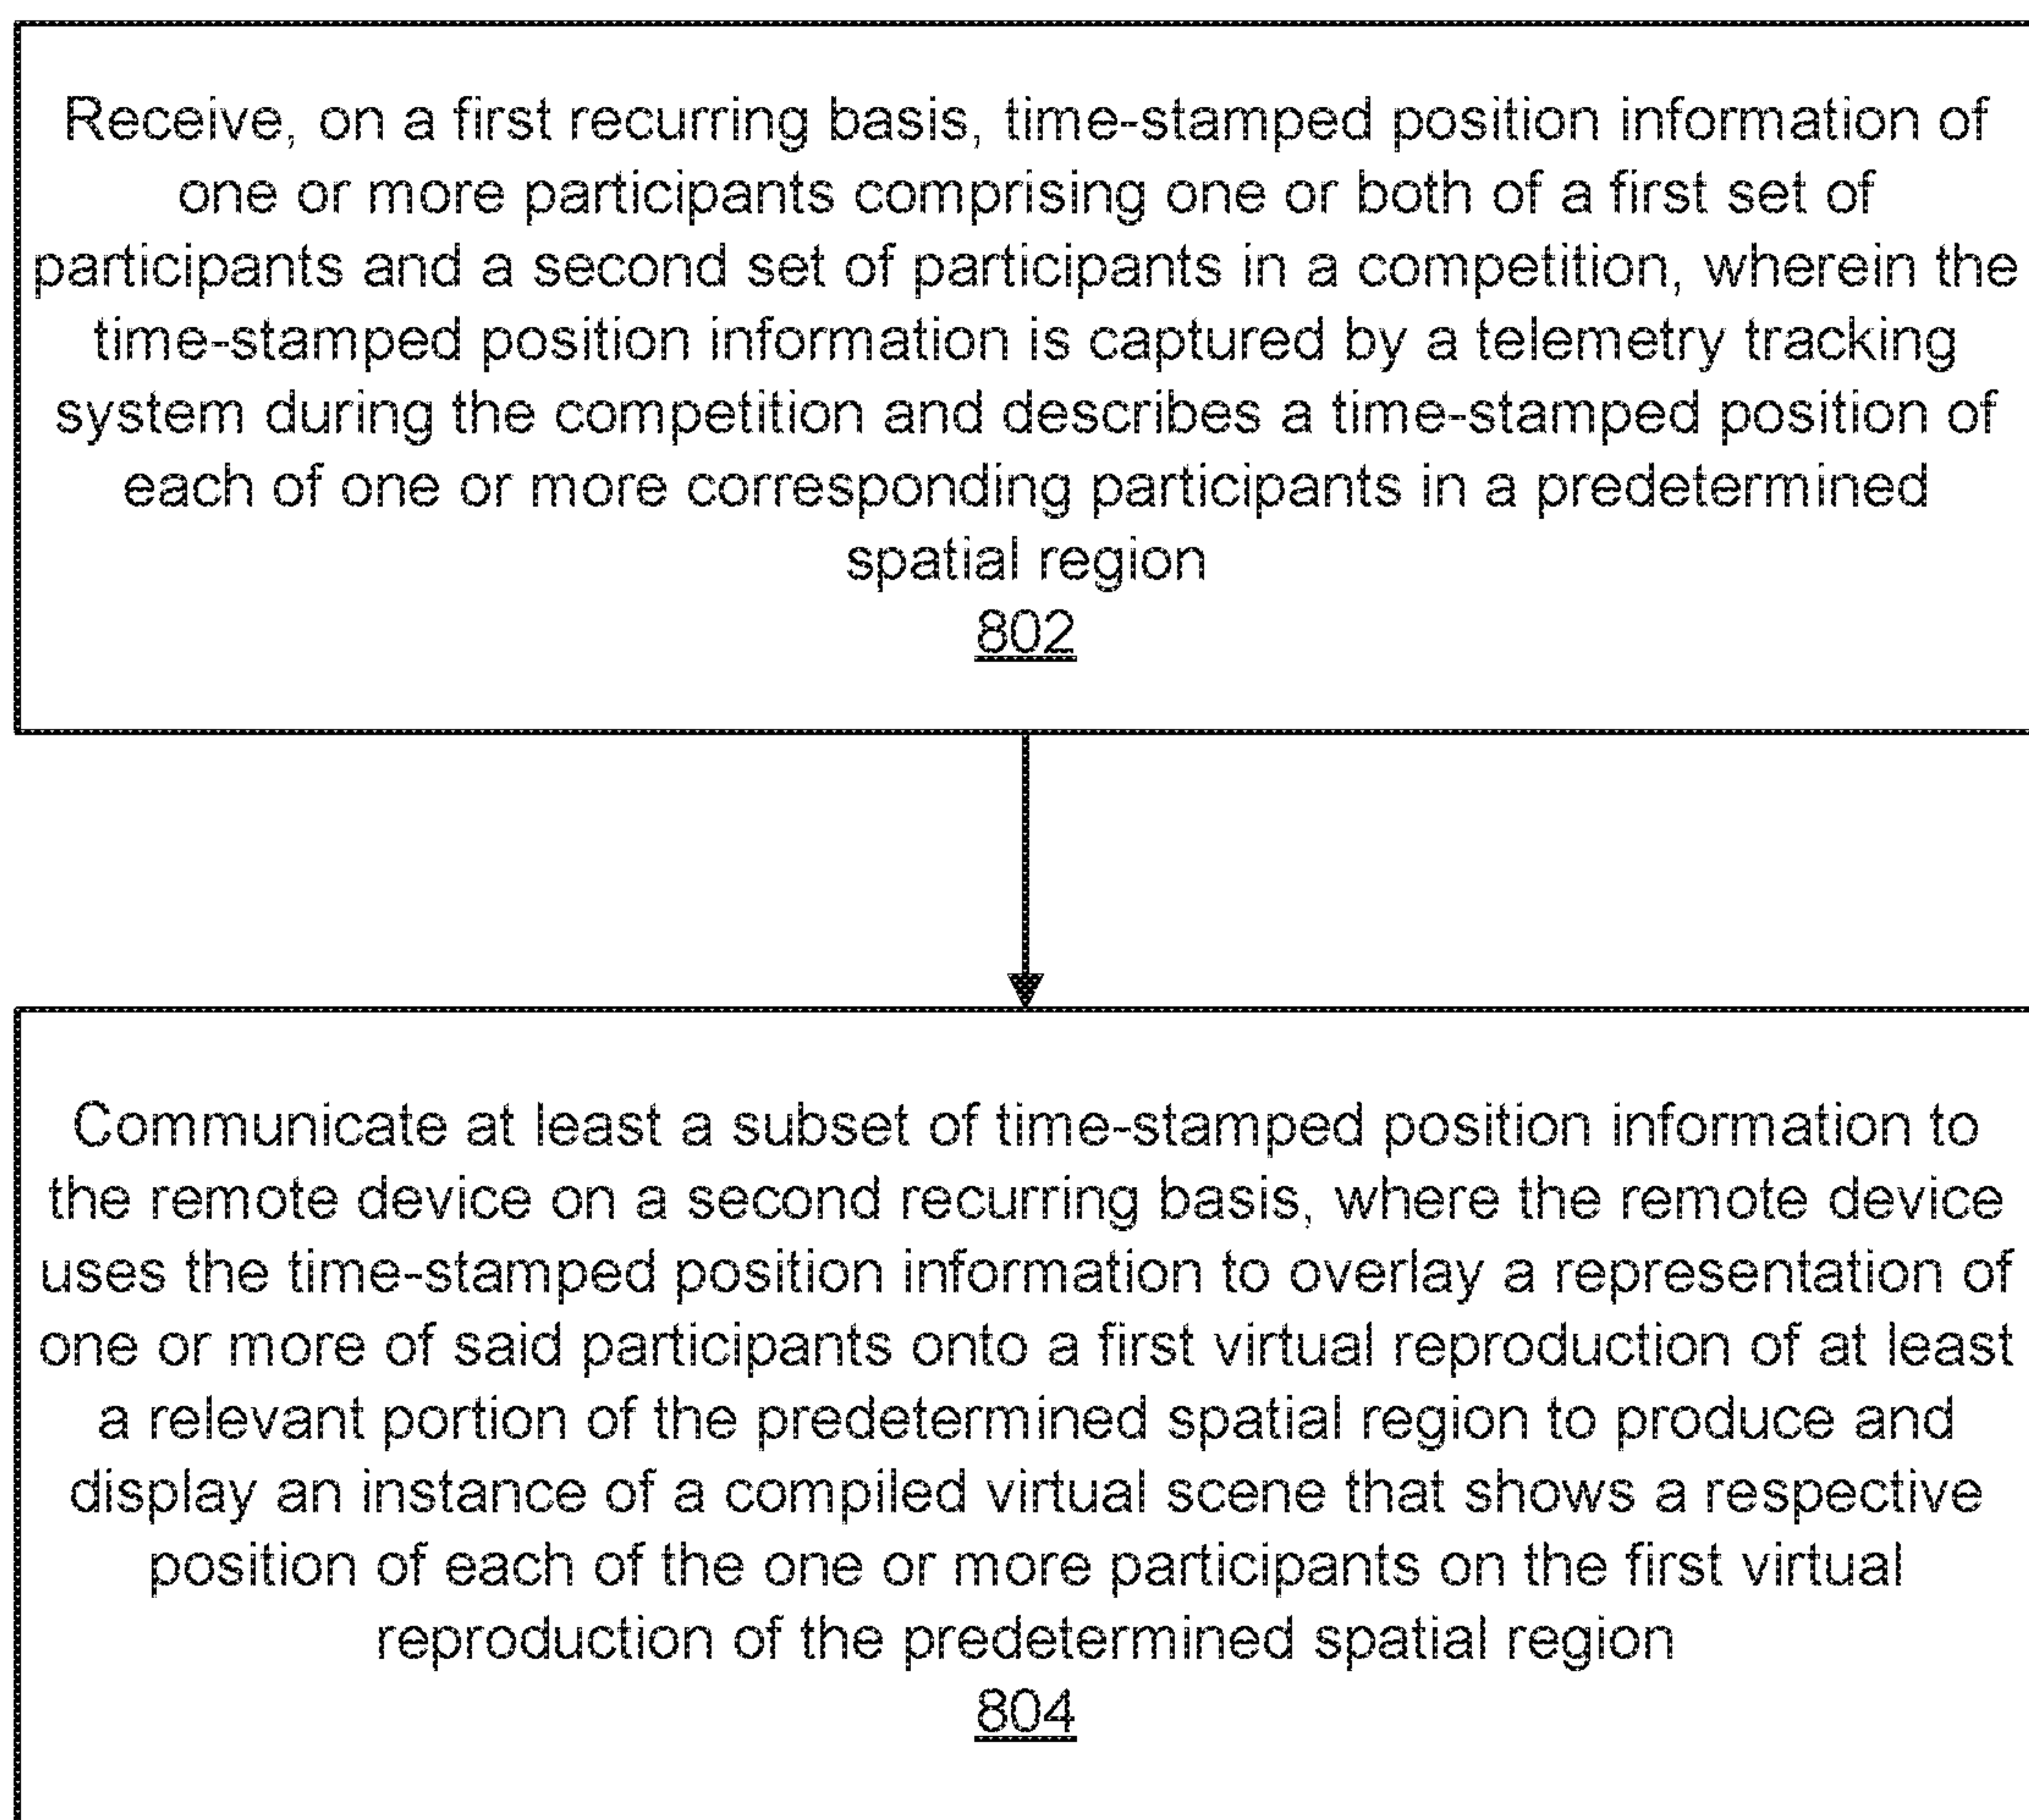 Receive, on a first recurring basis, time-stamped position information of
one or more participants comprising one or both of a first set of
participants and a second set of participants in a competition, wherein the
time-stamped position information is captured by a telemetry tracking
system during the competition and describes a time-stamped position of
each of one or more corresponding participants in a predetermined
spatial region
802
Communicate at least a subset of time-stamped position information to
the remote device on a second recurring basis, where the remote device
uses the time-stamped position information to overlay a representation of
one or more of said participants onto a first virtual reproduction of at least
a relevant portion of the predetermined spatial region to produce and
display an instance of a compiled virtual scene that shows a respective
position of each of the one or more participants on the first virtual
reproduction of the predetermined spatial region
804